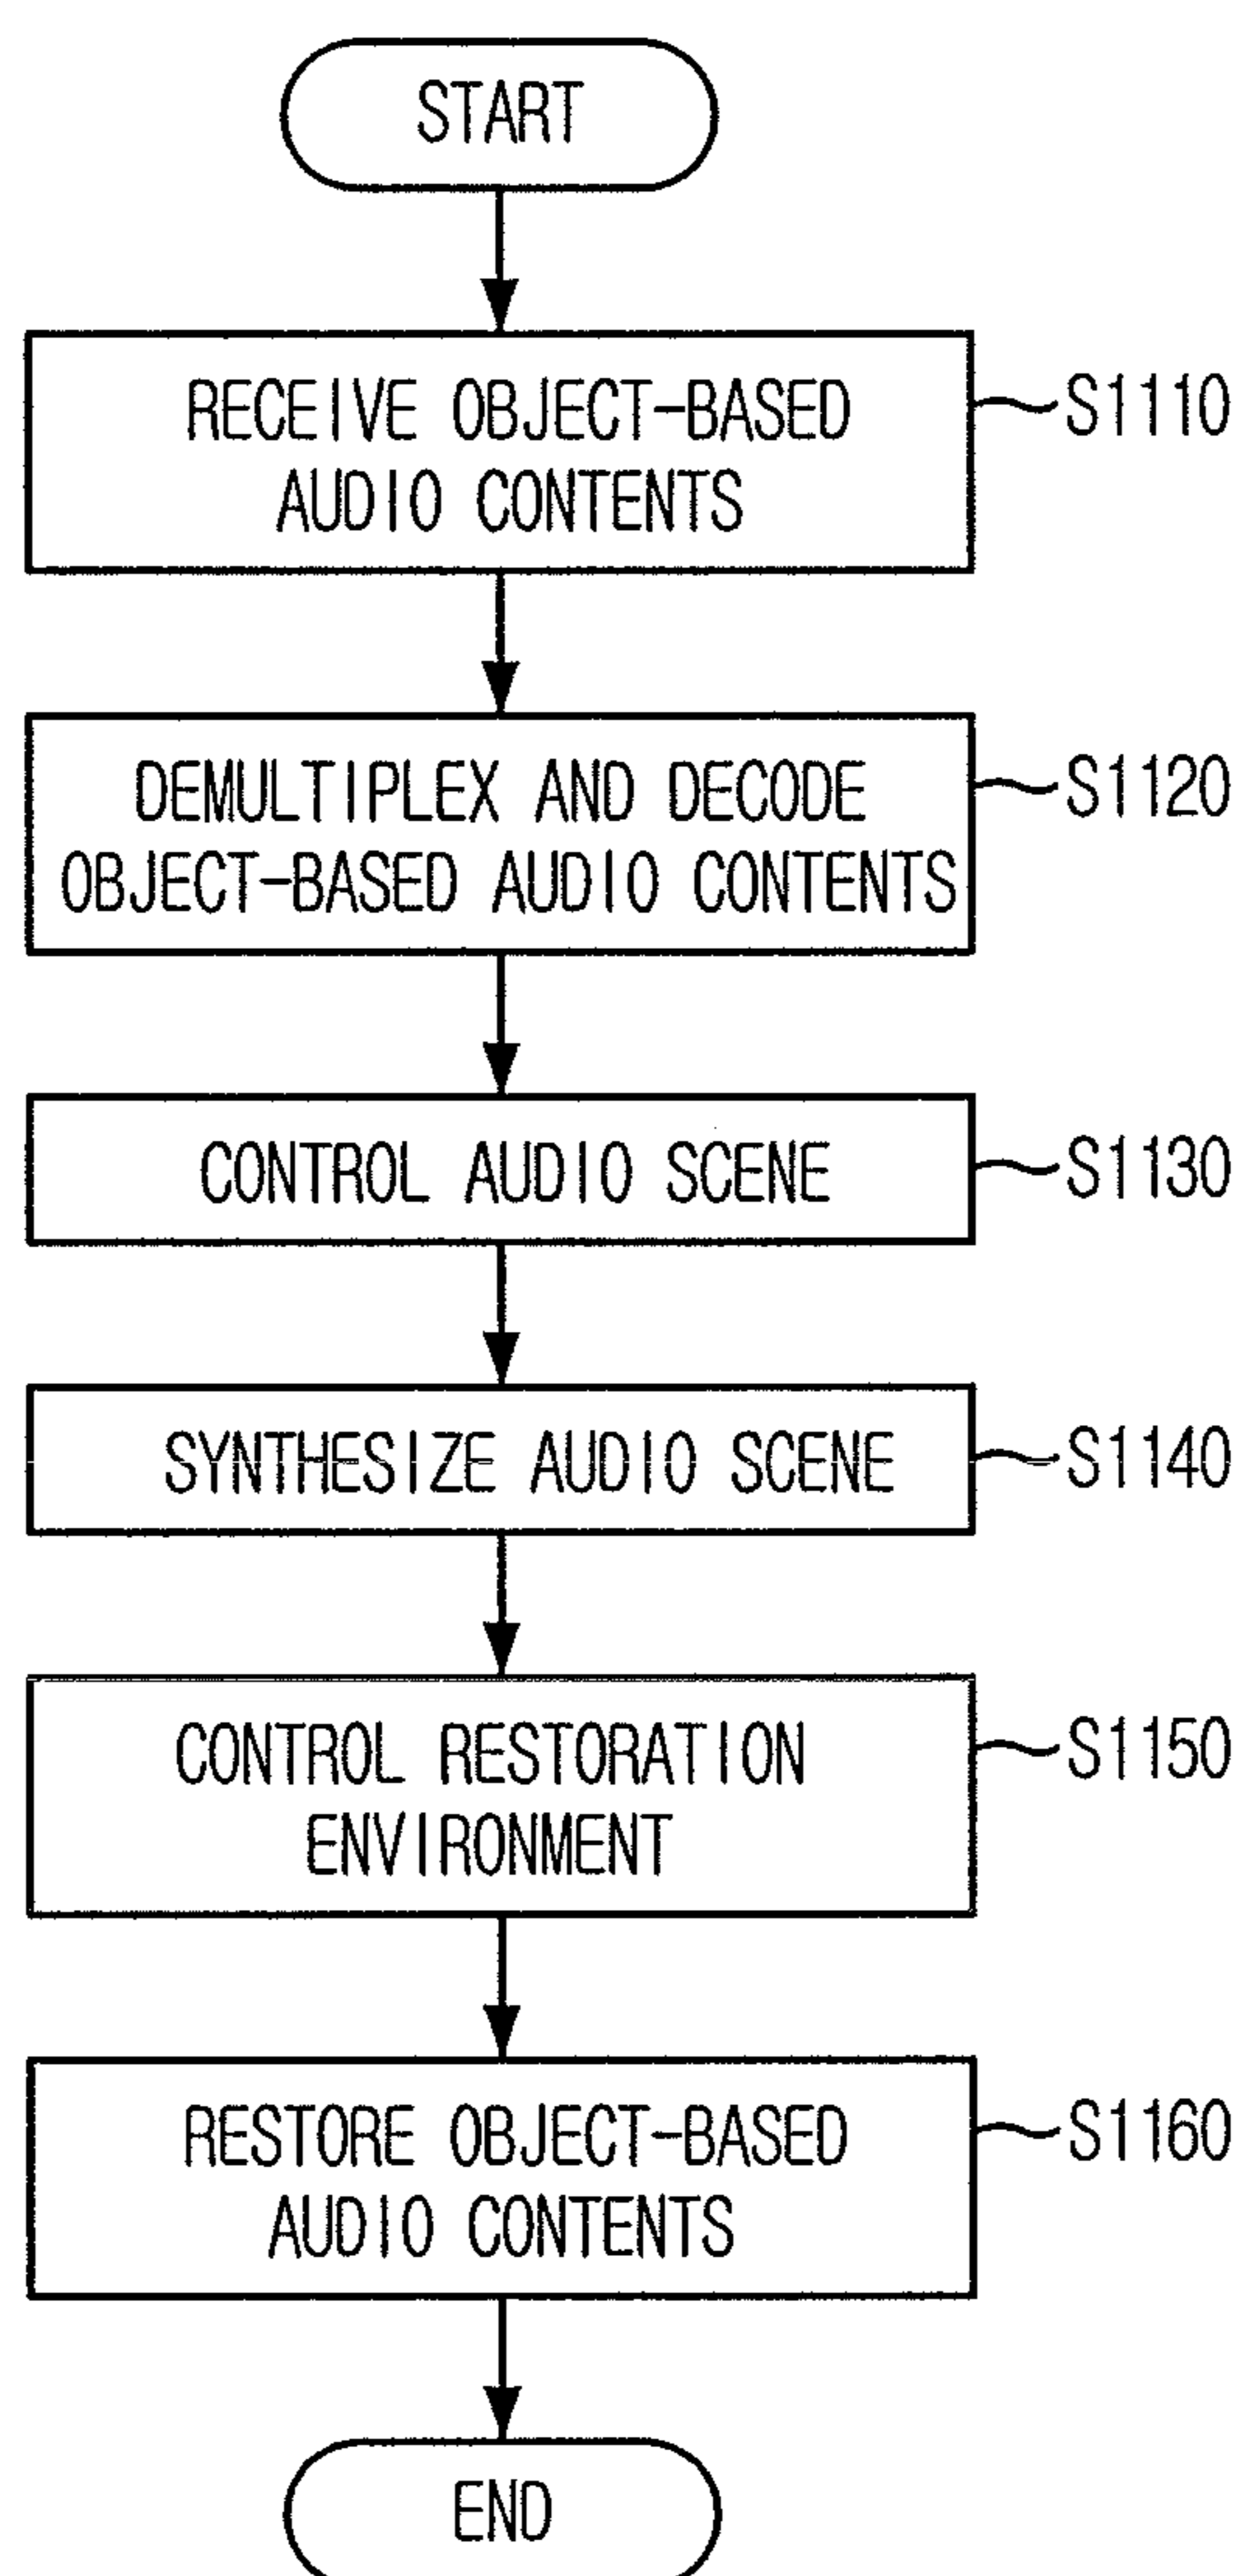 START
RECEIVE OBJECT-BASED
AUDIO CONTENTS
S1110
DEMULTIPLEX AND DECODE
OBJECT-BASED AUDIO CONTENTS
S1120
CONTROL AUDIO SCENE
S1130
SYNTHESIZE AUDIO SCENE
S1140
CONTROL RESTORATION
ENVIRONMENT
S1150
RESTORE OBJECT-BASED
AUDIO CONTENTS
S1160
END